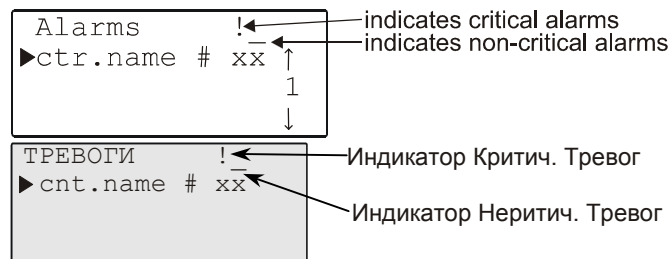 Alarms !
indicates critical alarms
▶ctr.name # xx̅ ↑
indicates non-critical alarms
1
↓
ТРЕВОГИ !
Индикатор Критич. Тревог
▶cnt.name # xx̅
Индикатор Неритич. Тревог